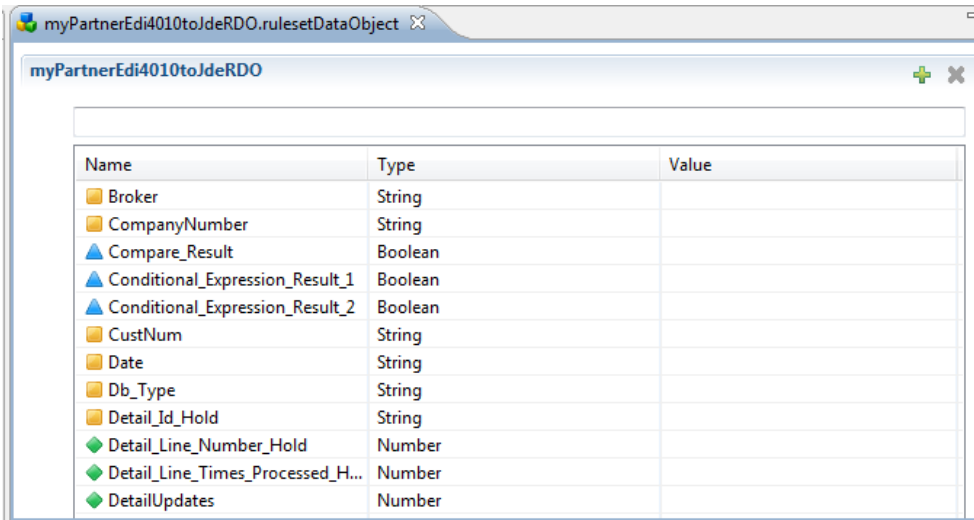 myPartnerEdi4010toJdeRDO.rulesetDataObject
myPartnerEdi4010toJdeRDO
Name Type Value
Broker String
CompanyNumber String
Compare_Result Boolean
Conditional_Expression_Result_1 Boolean
Conditional_Expression_Result_2 Boolean
CustNum String
Date String
Db_Type String
Detail_Id_Hold String
Detail_Line_Number_Hold Number
Detail_Line_Times_Processed_H... Number
DetailUpdates Number